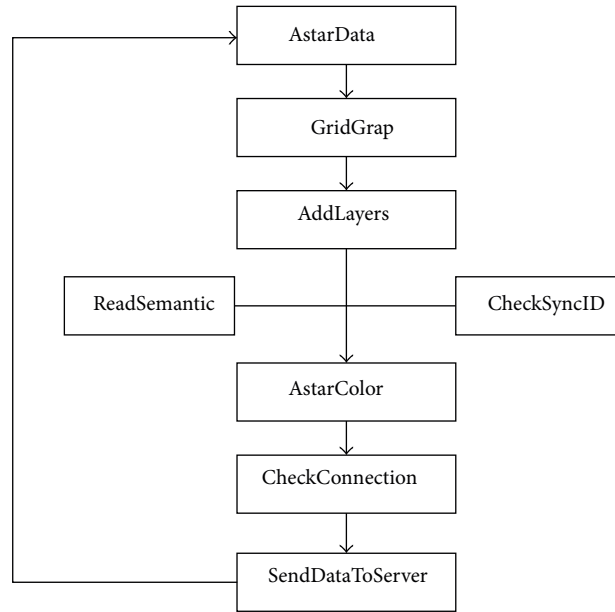 AstarData
GridGrap
AddLayers
ReadSemantic
CheckSyncID
AstarColor
CheckConnection
SendDataToServer